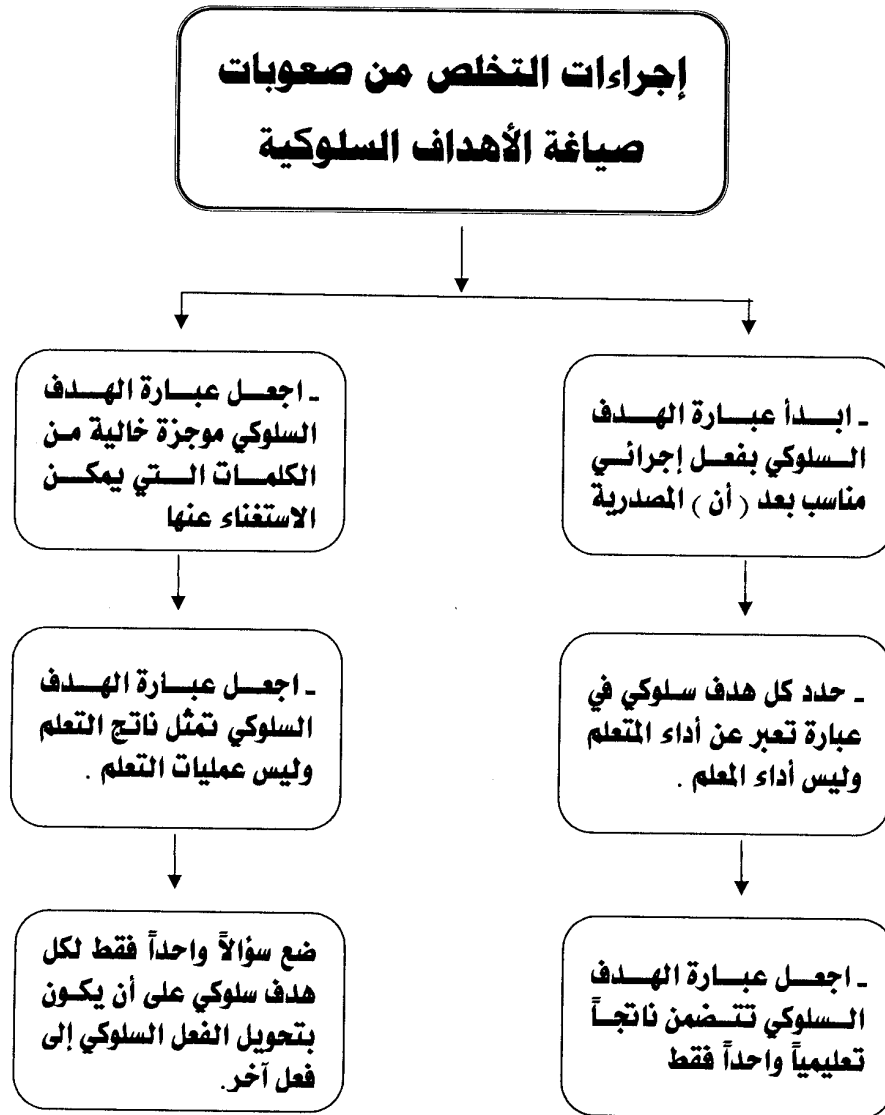 إجراءات التخلص من صعوبات
صياغة الأهداف السلوكية
ـ ابدأ عبارة الهدف
السلوكي بفعل إجرائي
مناسب بعد ( أن ) المصدرية
ـ حدد كل هدف سلوكي في
عبارة تعبر عن أداء المتعلم
وليس أداء المعلم .
ـ اجعل عبارة الهدف
السلوكي تتضمن ناتجاً
تعليمياً واحداً فقط
ـ اجعل عبارة الهدف
السلوكي موجزة خالية من
الكلمات التي يمكن
الاستغناء عنها
ـ اجعل عبارة الهدف
السلوكي تمثل ناتج التعلم
وليس عمليات التعلم .
ضع سؤالاً واحداً فقط لكل
هدف سلوكي على أن يكون
بتحويل الفعل السلوكي إلى
فعل آخر.